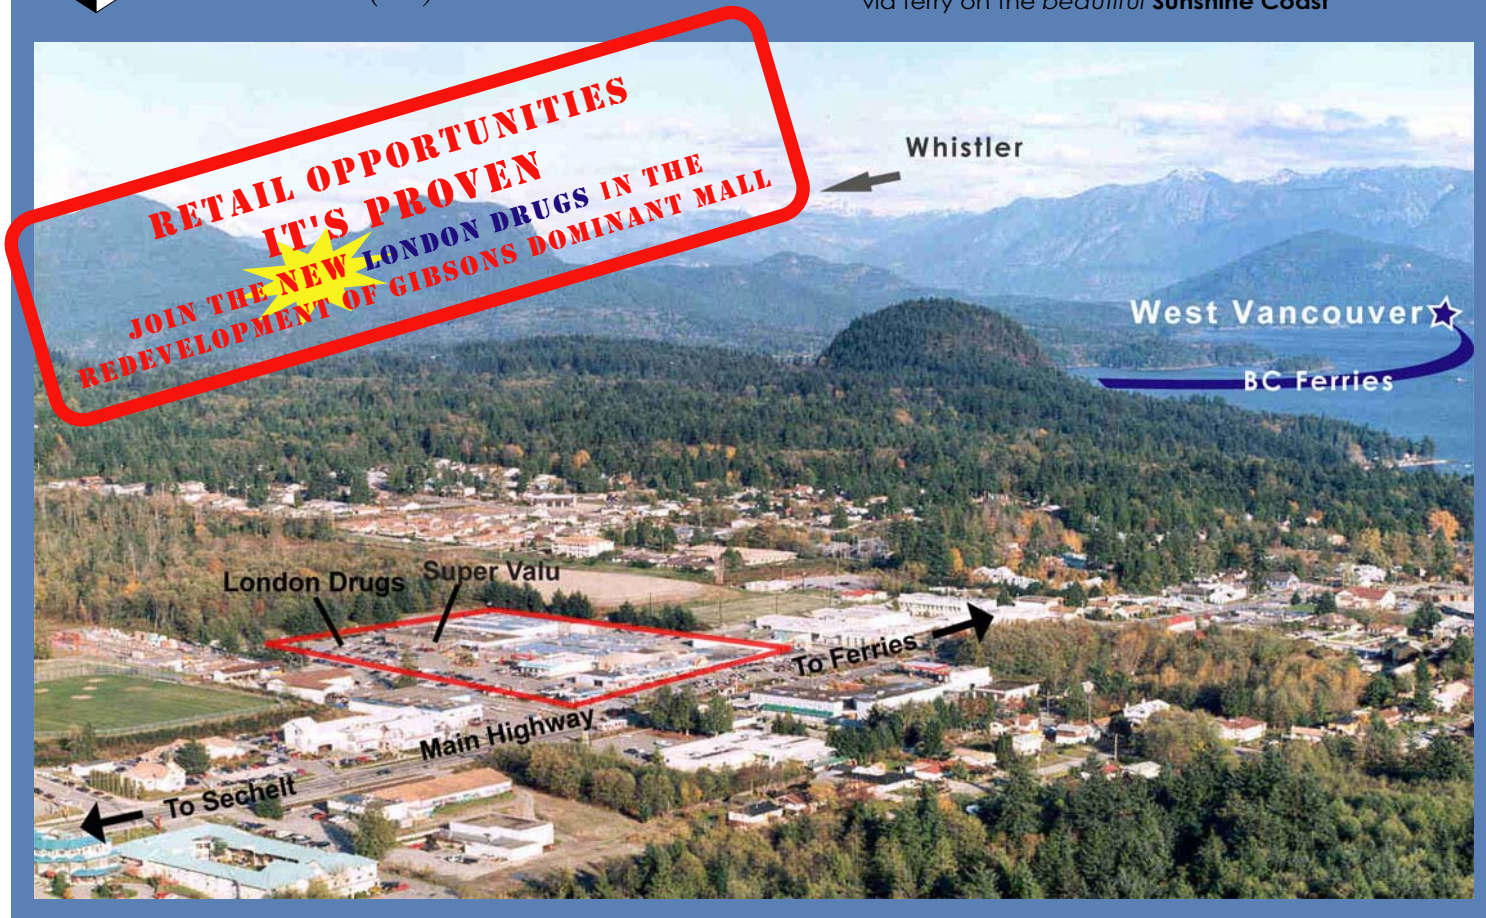 via ferry on the beautiful Sunshine Coast
RETAIL OPPORTUNITIES
IT'S PROVEN
JOIN THE NEW LONDON DRUGS IN THE
REDEVELOPMENT OF GIBSONS DOMINANT MALL
Whistler
West Vancouver
BC Ferries
London Drugs
Super Valu
To Ferries
Main Highway
To Sechelt